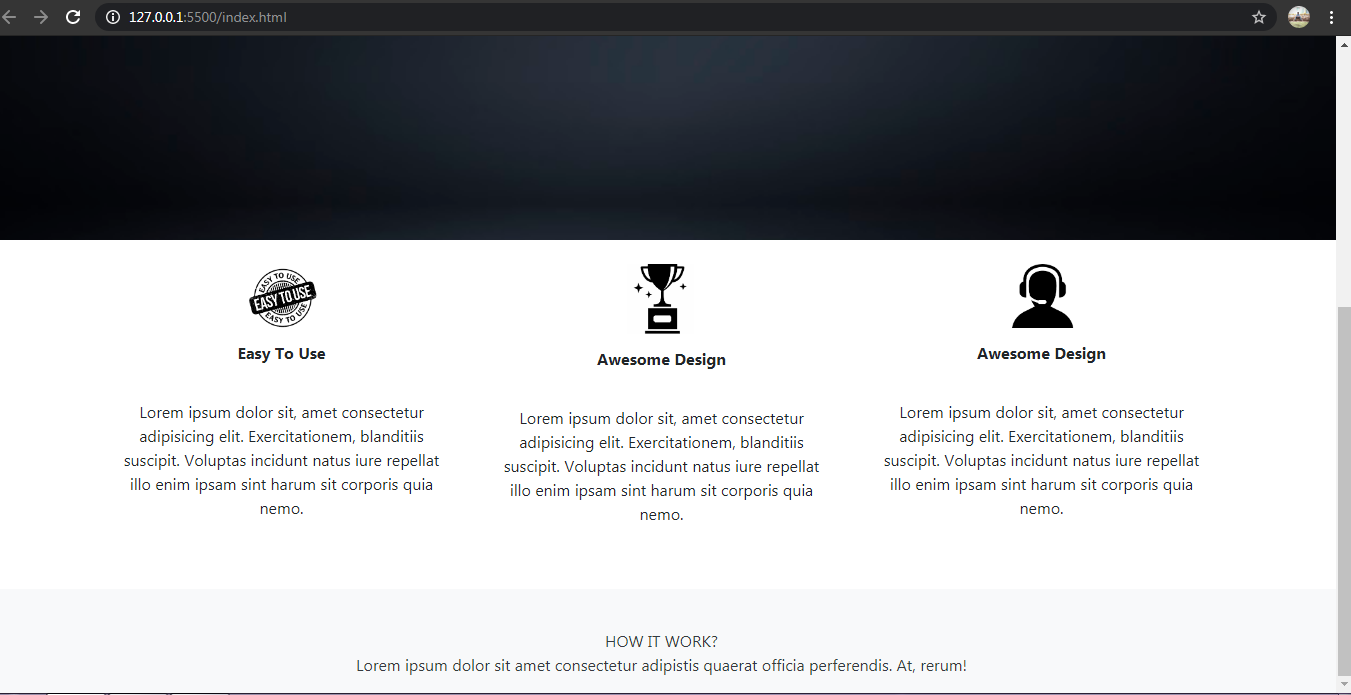 127.0.0.1:5500/index.html
EASY TO USE
EASY TO USE
EASY TO USE
Easy To Use
Lorem ipsum dolor sit, amet consectetur
adipisicing elit. Exercitationem, blanditiis
suscipit. Voluptas incidunt natus iure repellat
illo enim ipsam sint harum sit corporis quia
nemo.
Awesome Design
Lorem ipsum dolor sit, amet consectetur
adipisicing elit. Exercitationem, blanditiis
suscipit. Voluptas incidunt natus iure repellat
illo enim ipsam sint harum sit corporis quia
nemo.
Awesome Design
Lorem ipsum dolor sit, amet consectetur
adipisicing elit. Exercitationem, blanditiis
suscipit. Voluptas incidunt natus iure repellat
illo enim ipsam sint harum sit corporis quia
nemo.
HOW IT WORK?
Lorem ipsum dolor sit amet consectetur adipistis quaerat officia perferendis. At, rerum!